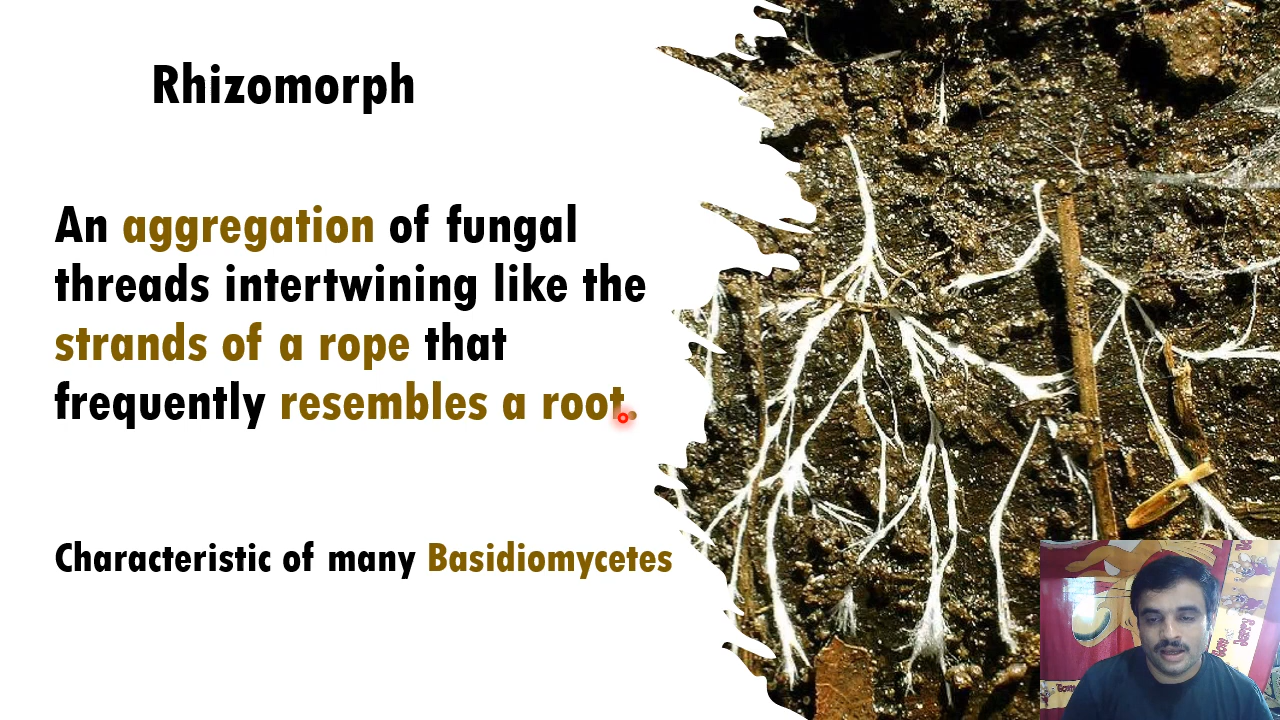 Rhizomorph
An aggregation of fungal
threads intertwining like the
strands of a rope that
frequently resembles a root.
Characteristic of many Basidiomycetes